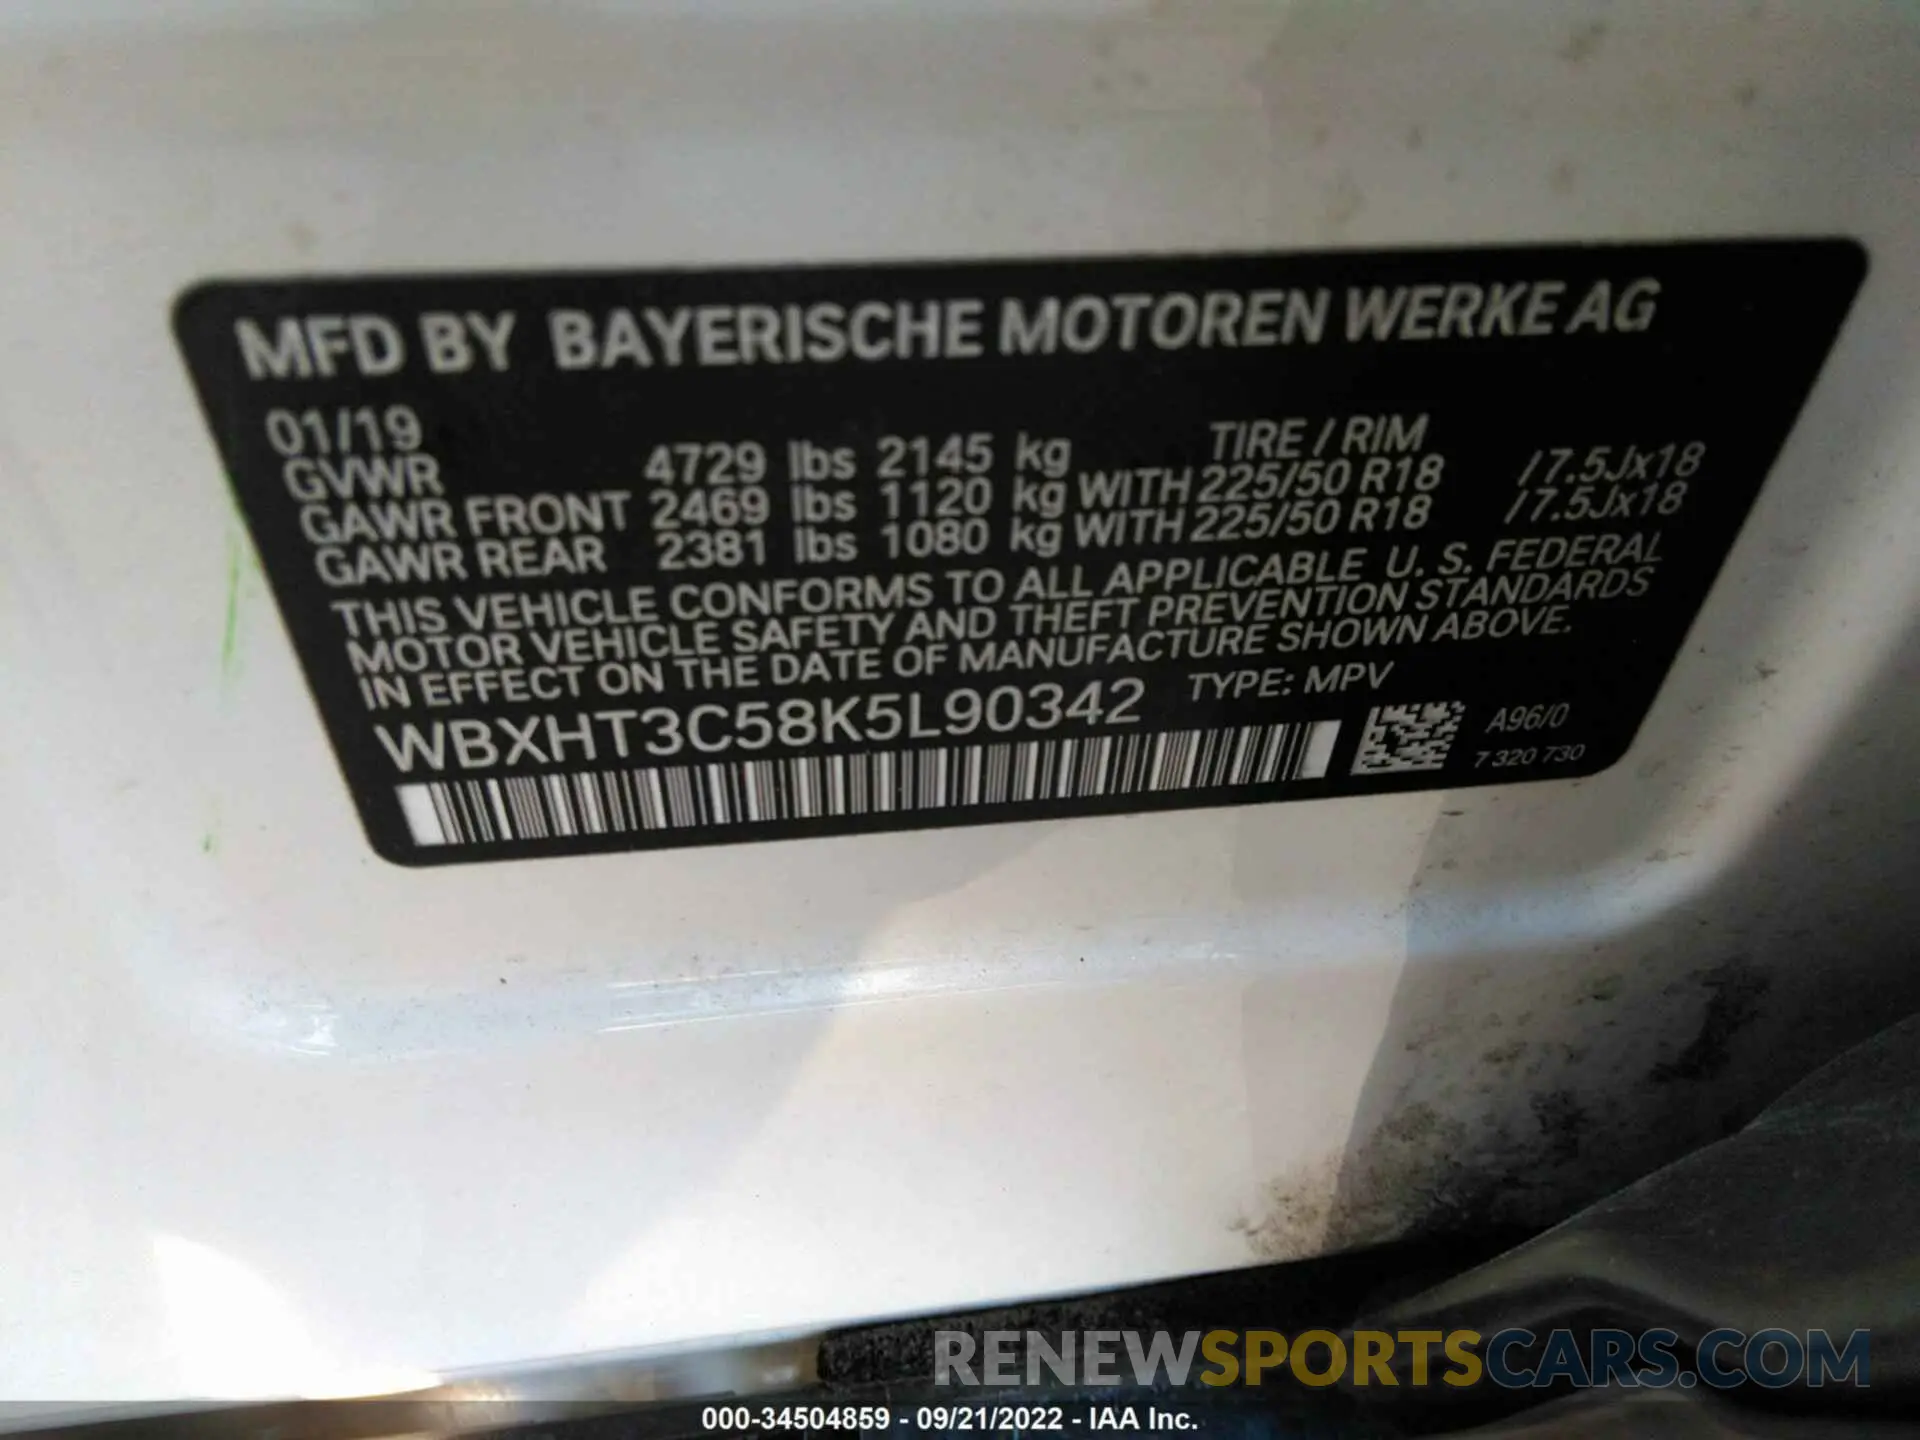 MFD BY BAYERISCHE MOTOREN WERKE AG
01/19 TIRE / RIM
GVWR 4729 lbs 2145 kg
GAWR FRONT 2469 lbs 1120 kg WITH 225/50 R18 /7.5Jx18
GAWR REAR 2381 lbs 1080 kg WITH 225/50 R18 /7.5Jx18
THIS VEHICLE CONFORMS TO ALL APPLICABLE U. S. FEDERAL
MOTOR VEHICLE SAFETY AND THEFT PREVENTION STANDARDS
IN EFFECT ON THE DATE OF MANUFACTURE SHOWN ABOVE.
WBXHT3C58K5L90342 TYPE: MPV
A96/0
7 320 730
RENEWSPORTSCARS.COM
000-34504859 - 09/21/2022 - IAA Inc.